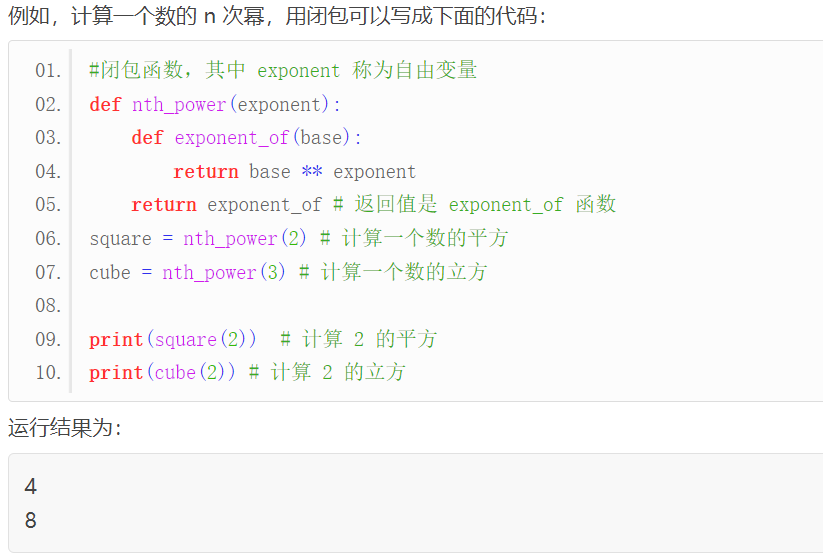 例如，计算一个数的 n 次幂，用闭包可以写成下面的代码：
01. #闭包函数，其中 exponent 称为自由变量
02. def nth_power(exponent):
03.     def exponent_of(base):
04.         return base ** exponent
05.     return exponent_of # 返回值是 exponent_of 函数
06. square = nth_power(2) # 计算一个数的平方
07. cube = nth_power(3) # 计算一个数的立方
08.
09. print(square(2))  # 计算 2 的平方
10. print(cube(2)) # 计算 2 的立方
运行结果为：
4
8